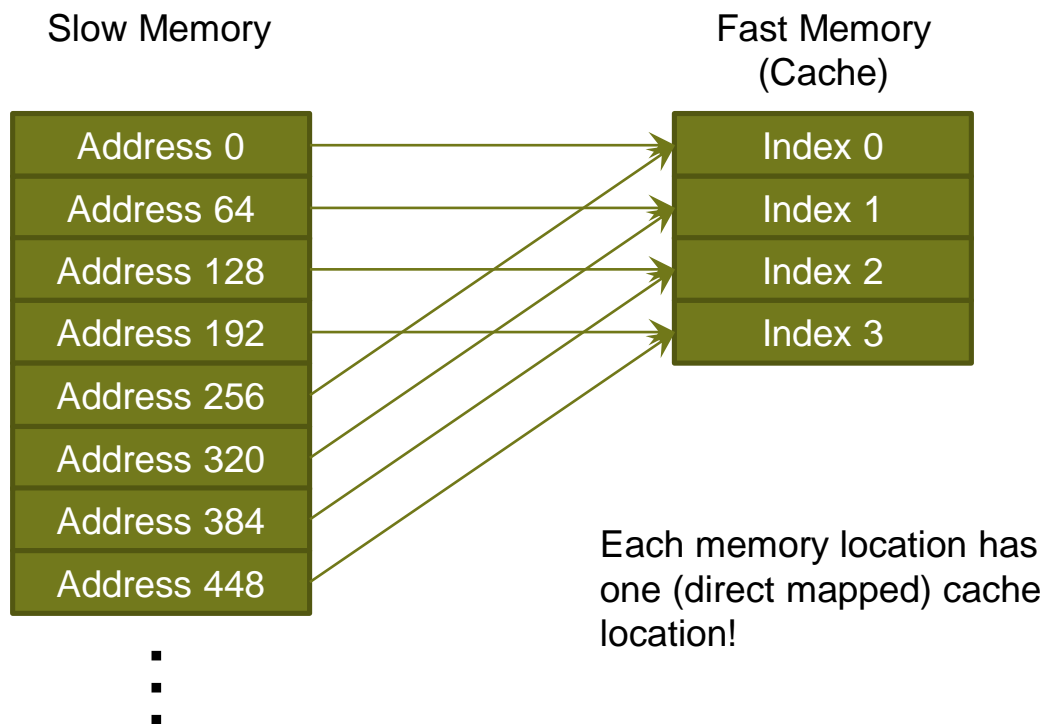 Slow Memory
Fast Memory
(Cache)
Address 0
Address 64
Address 128
Address 192
Address 256
Address 320
Address 384
Address 448
Index 0
Index 1
Index 2
Index 3
Each memory location has
one (direct mapped) cache
location!